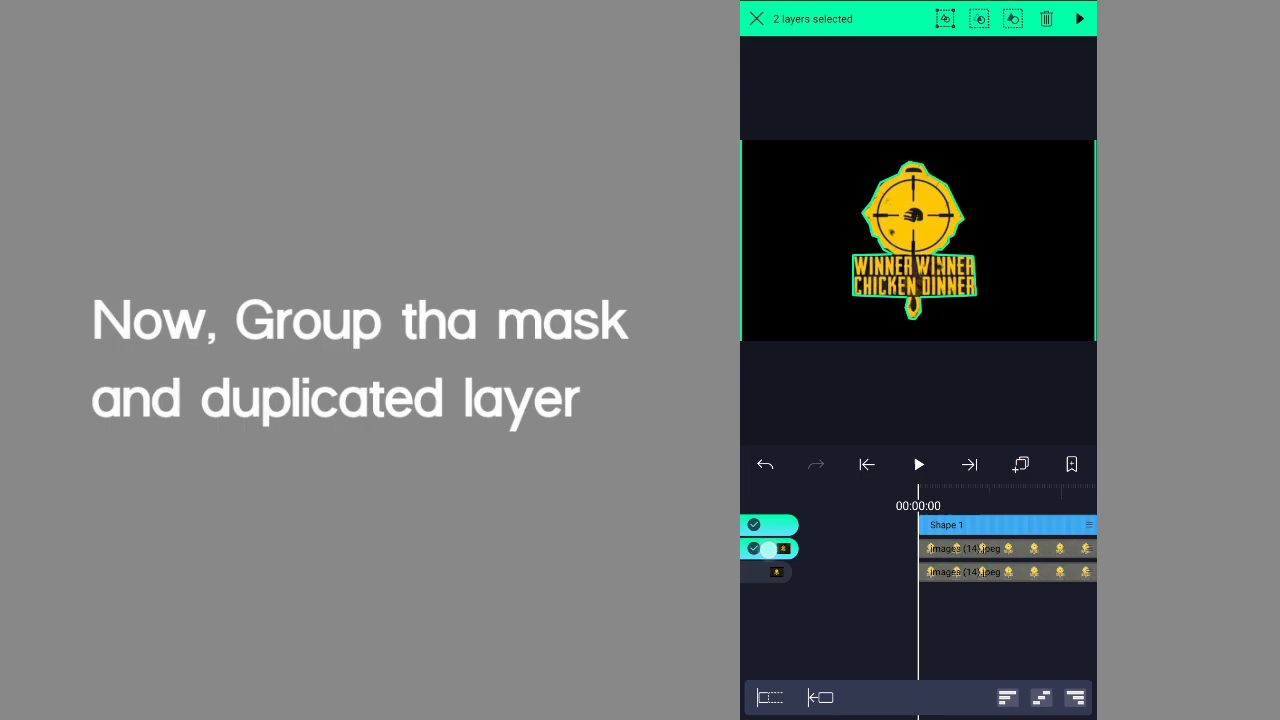 2 layers selected
WINNER WINNER
CHICKEN DINNER
Now, Group tha mask
and duplicated layer
00:00:00
Shape 1
images (14).jpeg
images (14).jpeg